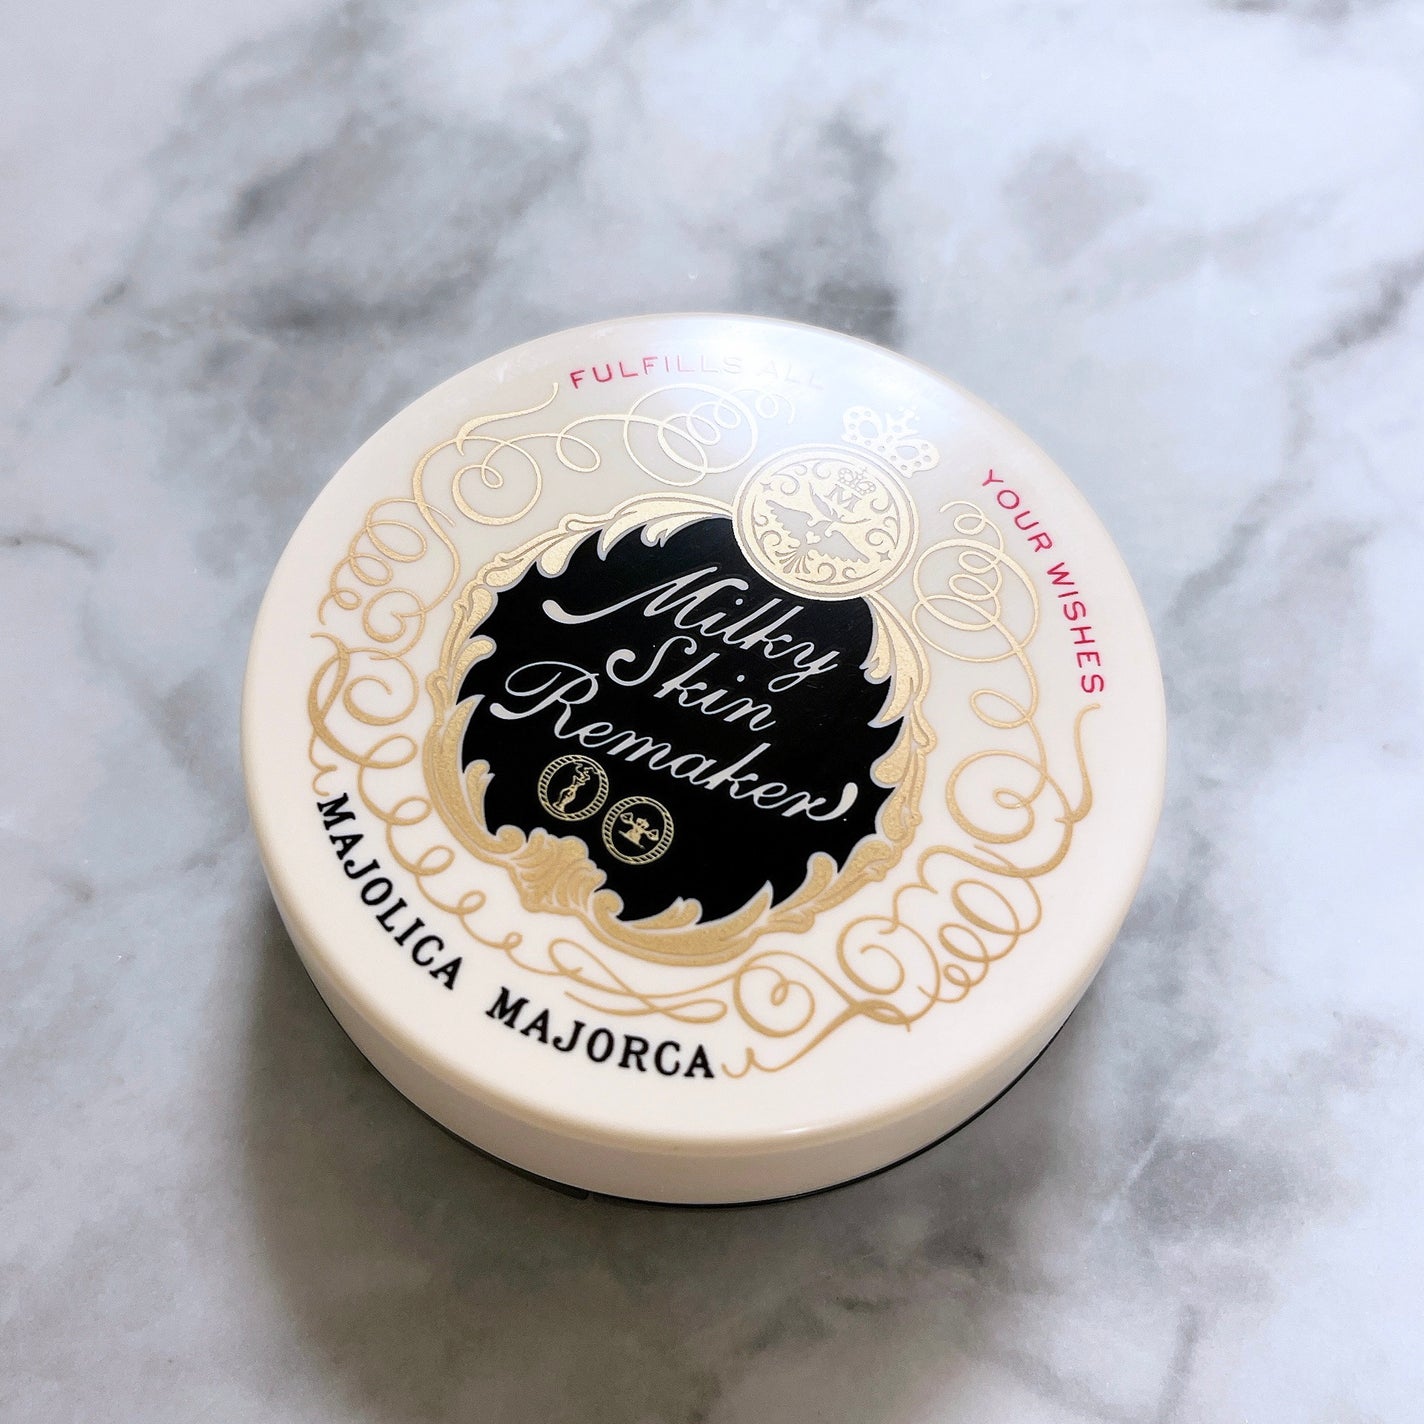 FULFILLS ALL
YOUR WISHES
M
Milky
Skin
Remaker
MAJOLICA MAJORCA